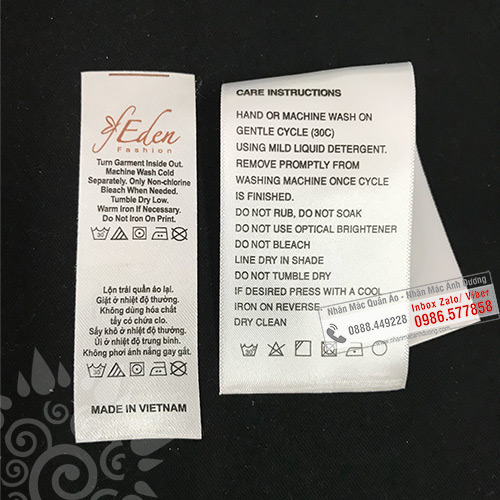 Eden
Fashion
Turn Garment Inside Out.
Machine Wash Cold
Separately. Only Non-chlorine
Bleach When Needed.
Tumble Dry Low.
Warm Iron If Necessary.
Do Not Iron On Print.
30
Lộn trái quần áo lại.
Giặt ở nhiệt độ thường.
Không dùng hóa chất
tẩy có chứa clo.
Sấy khô ở nhiệt độ thường.
Ủi ở nhiệt độ trung bình.
Không phơi ánh nắng gay gắt.
30
MADE IN VIETNAM
CARE INSTRUCTIONS
HAND OR MACHINE WASH ON
GENTLE CYCLE (30C)
USING MILD LIQUID DETERGENT.
REMOVE PROMPTLY FROM
WASHING MACHINE ONCE CYCLE
IS FINISHED.
DO NOT RUB, DO NOT SOAK
DO NOT USE OPTICAL BRIGHTENER
DO NOT BLEACH
LINE DRY IN SHADE
DO NOT TUMBLE DRY
IF DESIRED PRESS WITH A COOL
IRON ON REVERSE.
DRY CLEAN
30
Nhãn Mác Quần Áo - Nhãn Mác Ánh Dương
0888.449228
Inbox Zalo/ Viber
0986.577858